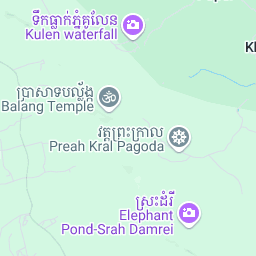 ទឹកធ្លាក់ភ្នំគូលែន
Kulen waterfall
ប្រាសាទបល្ល័ង្ក
Balang Temple
វត្តព្រះក្រាល
Preah Kral Pagoda
ស្រះដំរី
Elephant
Pond-Srah Damrei